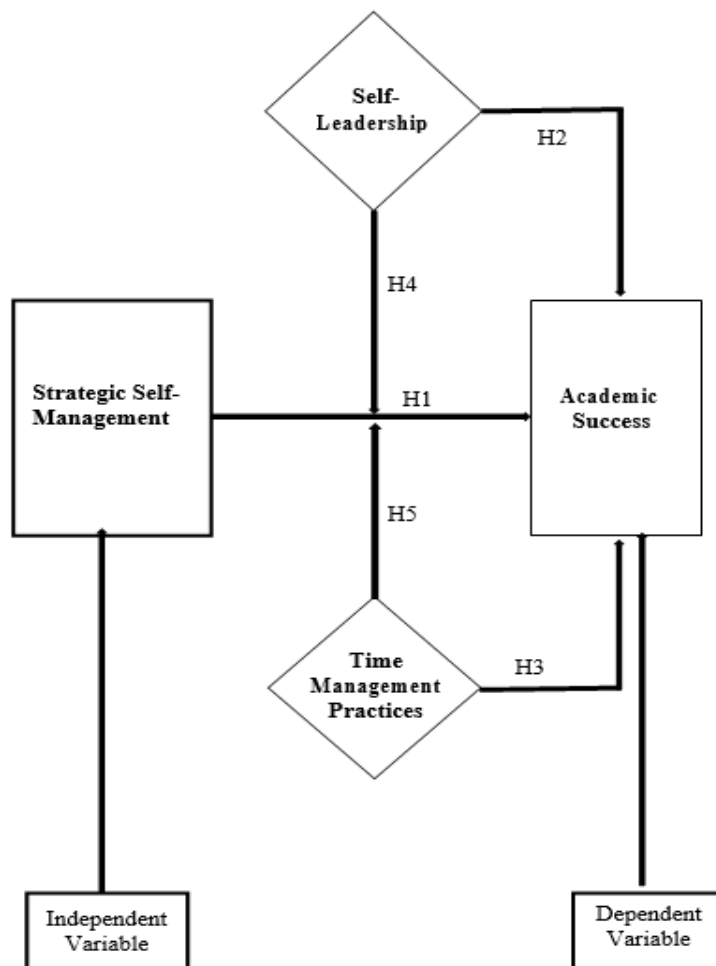 Self-
Leadership
H2
H4
Strategic Self-
Management
H1
Academic
Success
H5
Time
Management
Practices
H3
Independent
Variable
Dependent
Variable